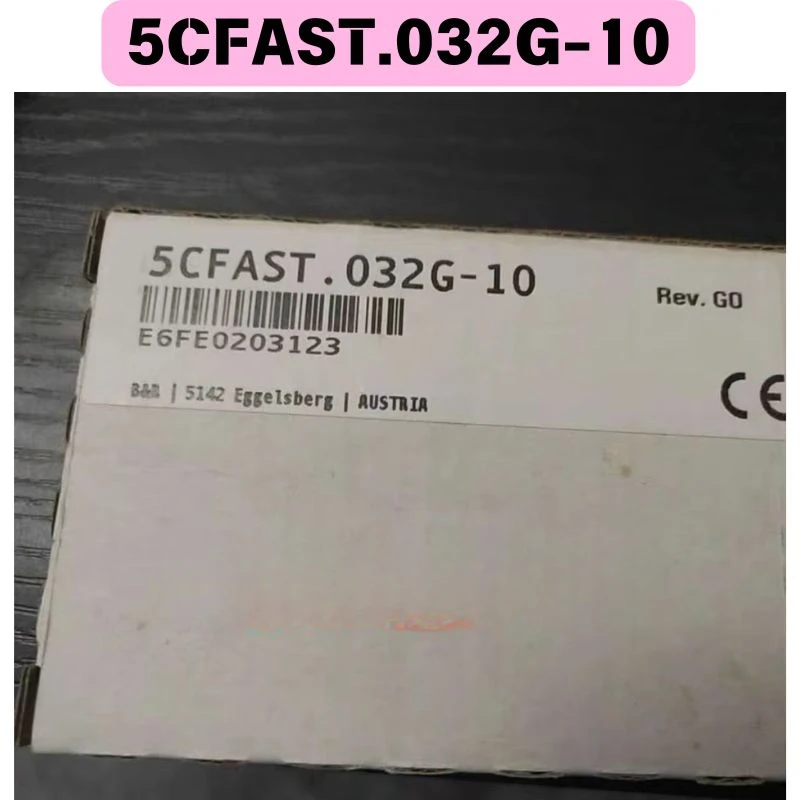 5CFAST.032G-10
5CFAST.032G-10
Rev. G0
E6FE0203123
B&R | 5142 Eggelsberg | AUSTRIA
CE